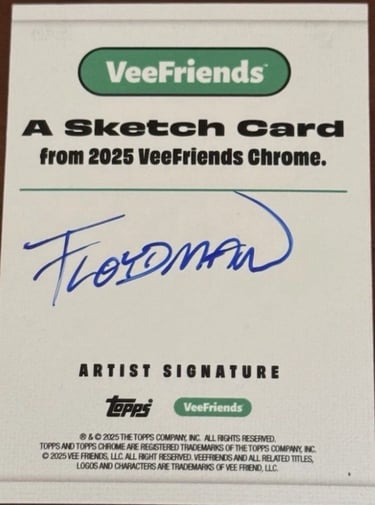 VeeFriends™
A Sketch Card
from 2025 VeeFriends Chrome.
FLOYDMAN
ARTIST SIGNATURE
Topps® VeeFriends™
® & © 2025 THE TOPPS COMPANY, INC. ALL RIGHTS RESERVED.
TOPPS AND TOPPS CHROME ARE REGISTERED TRADEMARKS OF THE TOPPS COMPANY, INC.
© 2025 VEE FRIENDS, LLC. ALL RIGHT RESERVED. VEEFRIENDS AND ALL RELATED TITLES,
LOGOS AND CHARACTERS ARE TRADEMARKS OF VEE FRIEND, LLC.